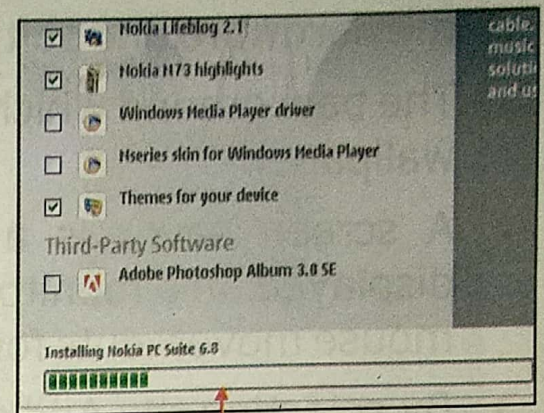 Nokia Lifeblog 2.1
Nokia N73 highlights
Windows Media Player driver
Nseries skin for Windows Media Player
Themes for your device
Third-Party Software
Adobe Photoshop Album 3.0 SE
Installing Nokia PC Suite 6.8
cable.
music
soluti
and us